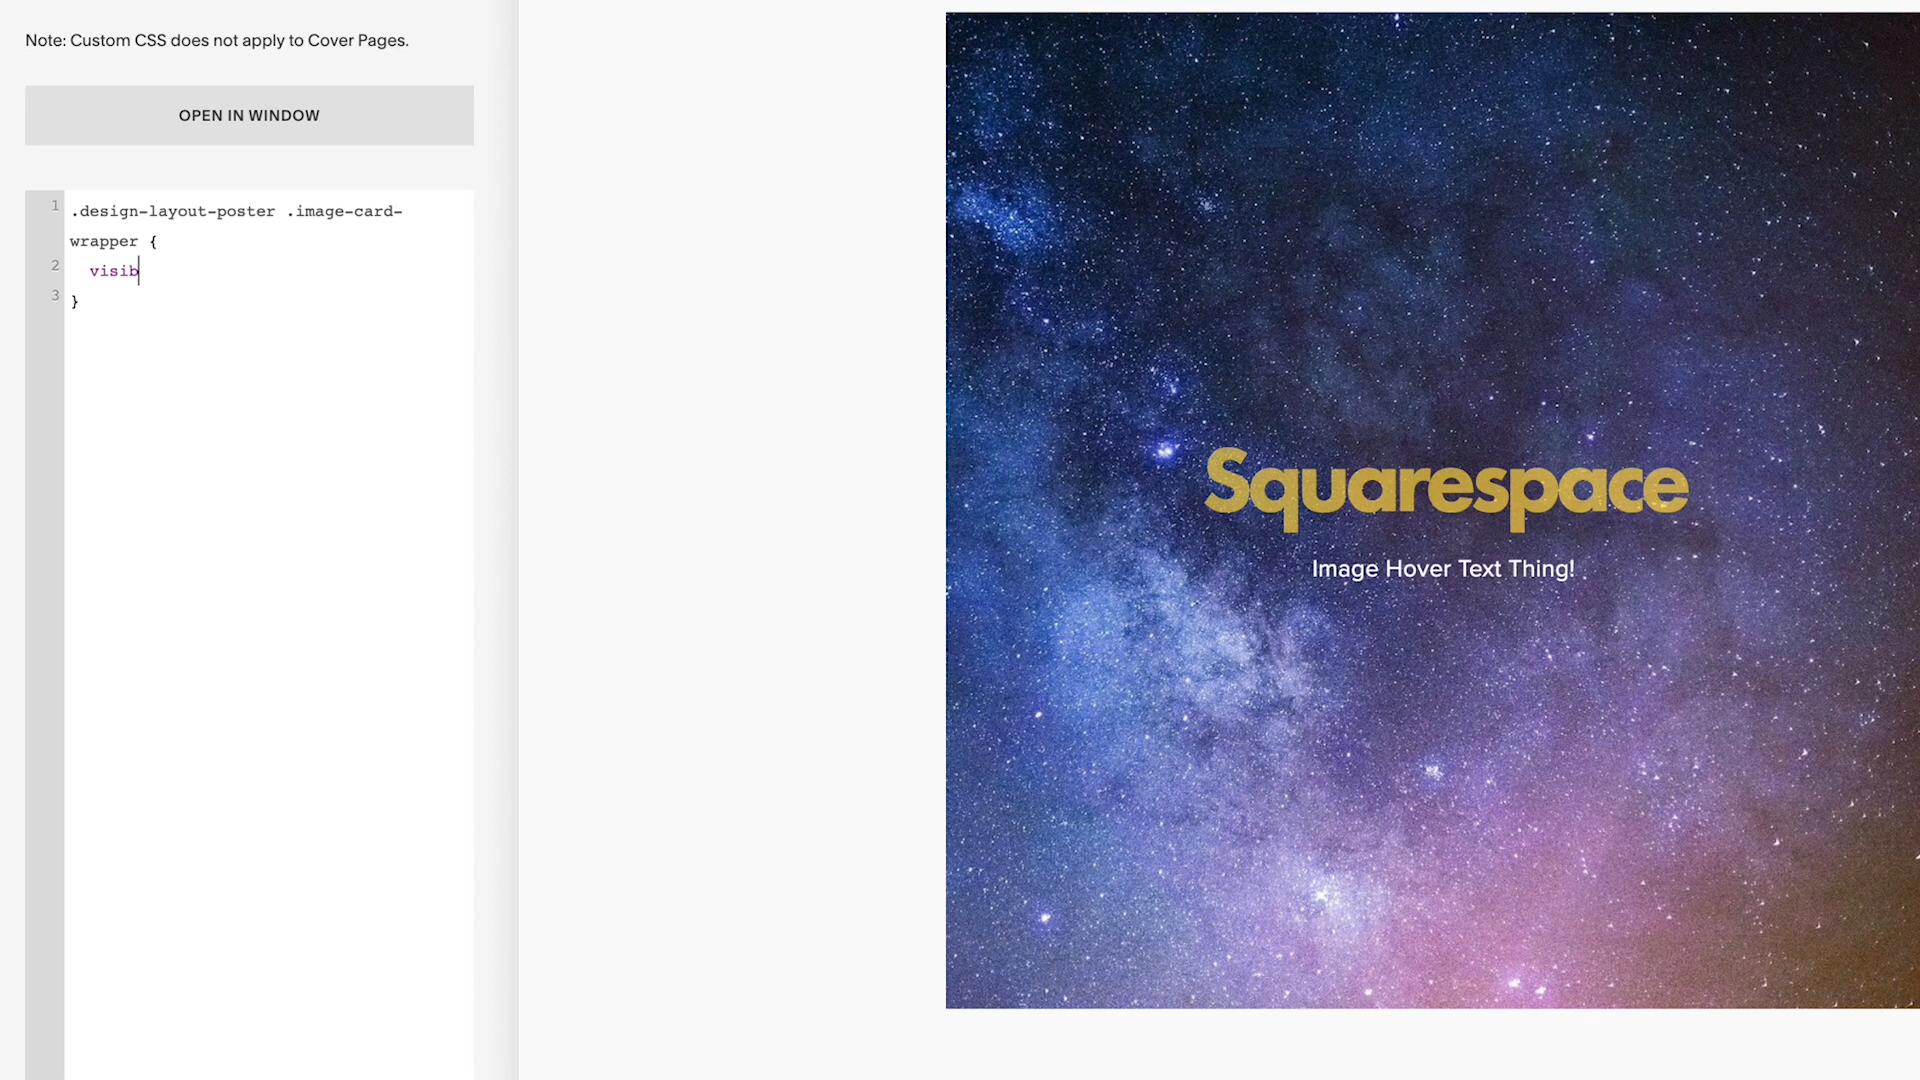 Note: Custom CSS does not apply to Cover Pages.
OPEN IN WINDOW
1 .design-layout-poster .image-card-
wrapper {
2 visib
3 }
Squarespace
Image Hover Text Thing!